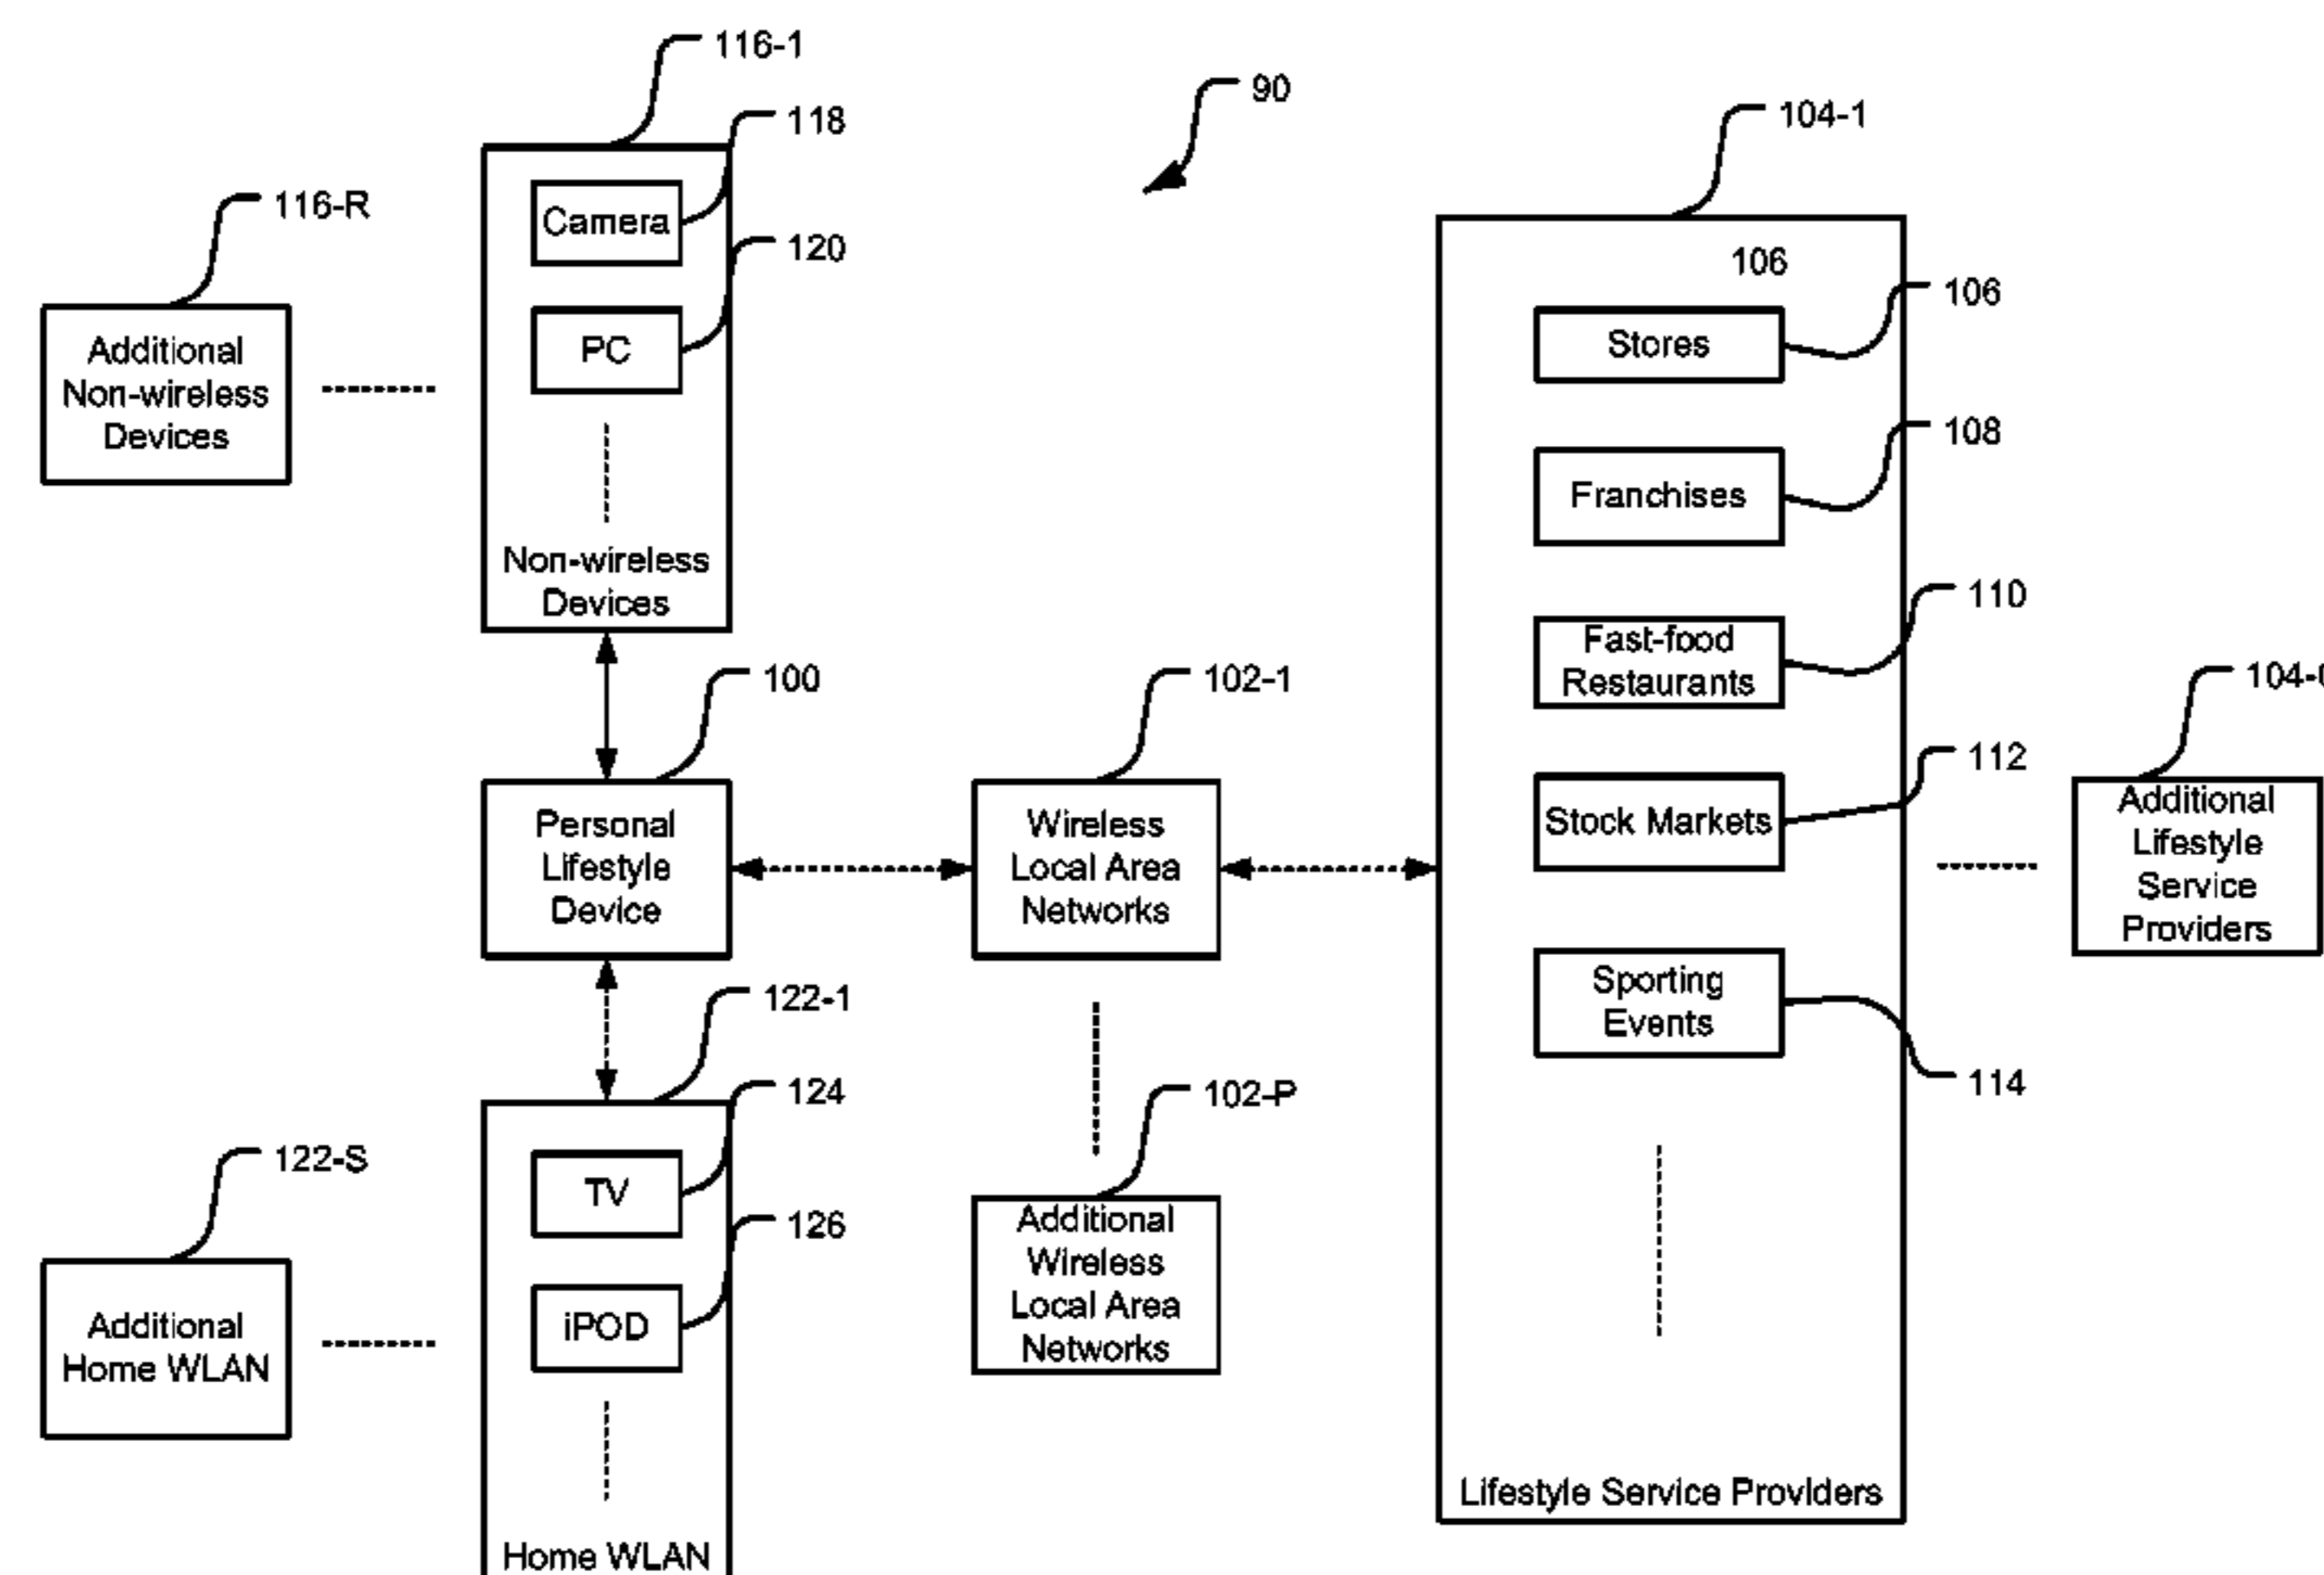 116-1
118
90
104-1
116-R
Camera
120
106
106
Additional
Non-wireless
Devices
PC
Stores
108
Franchises
Non-wireless
Devices
110
Fast-food
Restaurants
100
102-1
112
Personal
Lifestyle
Device
Wireless
Local Area
Networks
Stock Markets
Additional
Lifestyle
Service
Providers
122-1
Sporting
Events
114
124
102-P
122-S
TV
126
Additional
Wireless
Local Area
Networks
Additional
Home WLAN
iPOD
Lifestyle Service Providers
Home WLAN